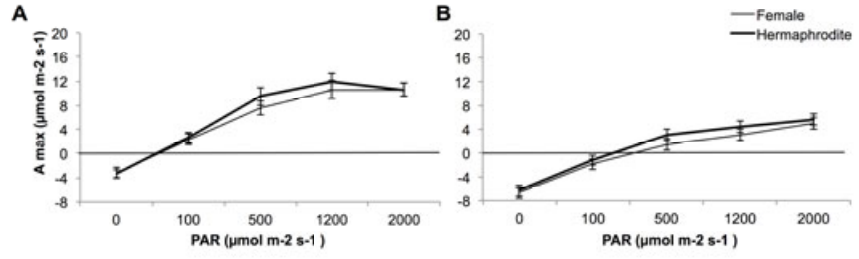 A
B
Female
Hermaphrodite
A max (µmol m-2 s-1)
20
16
12
8
4
0
-4
-8
20
16
12
8
4
0
-4
-8
0 100 500 1200 2000
0 100 500 1200 2000
PAR (µmol m-2 s-1 )
PAR (µmol m-2 s-1 )